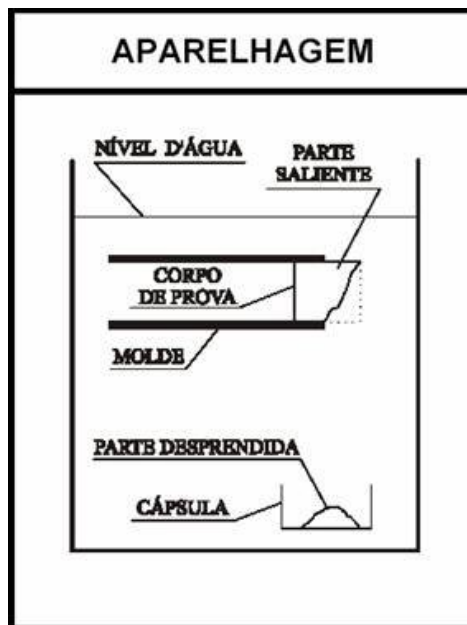 APARELHAGEM
NÍVEL D'ÁGUA
PARTE
SALIENTE
CORPO
DE PROVA
MOLDE
PARTE DESPRENDIDA
CÁPSULA